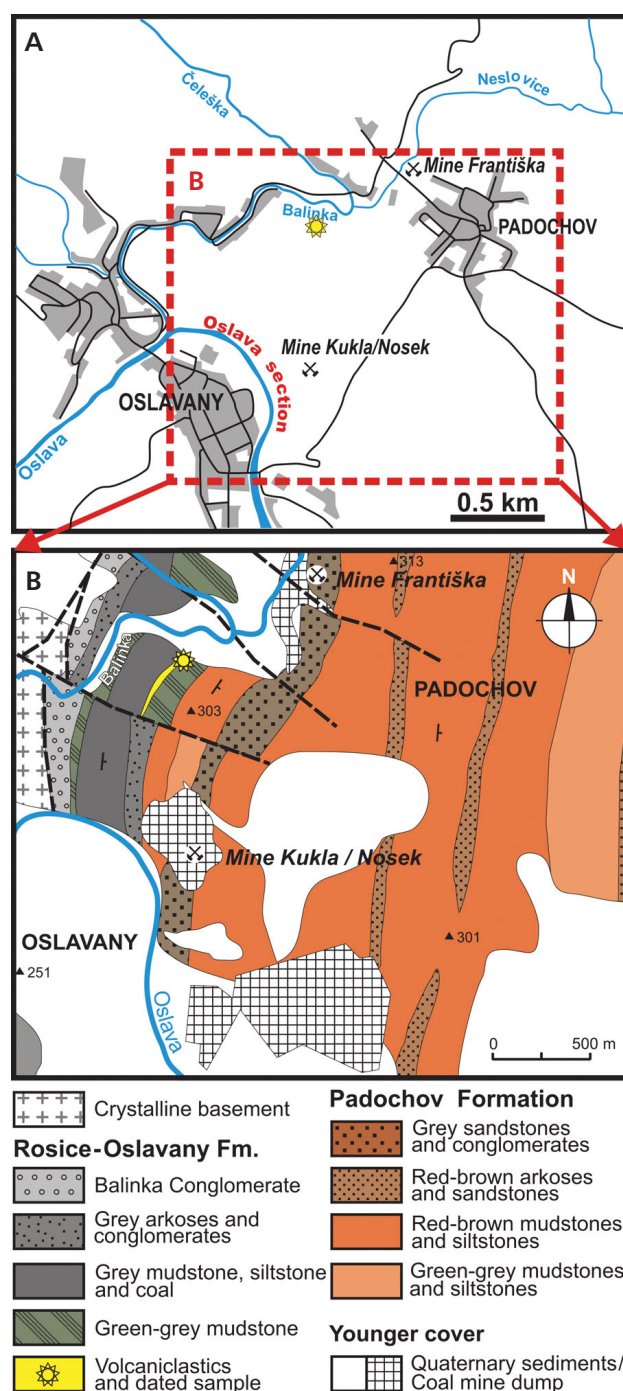 A
Čeleška
Neslovice
B
Mine Františka
Balinka
PADOCHOV
Oslava section
Mine Kukla/Nosek
OSLAVANY
Oslava
0.5 km
B
Mine Františka
313
N
Balinka
PADOCHOV
303
Mine Kukla / Nosek
OSLAVANY
301
251
Oslava
0 500 m
Crystalline basement
Rosice-Oslavany Fm.
Balinka Conglomerate
Grey arkoses and
conglomerates
Grey mudstone, siltstone
and coal
Green-grey mudstone
Volcaniclastics
and dated sample
Padochov Formation
Grey sandstones
and conglomerates
Red-brown arkoses
and sandstones
Red-brown mudstones
and siltstones
Green-grey mudstones
and siltstones
Younger cover
Quaternary sediments/
Coal mine dump